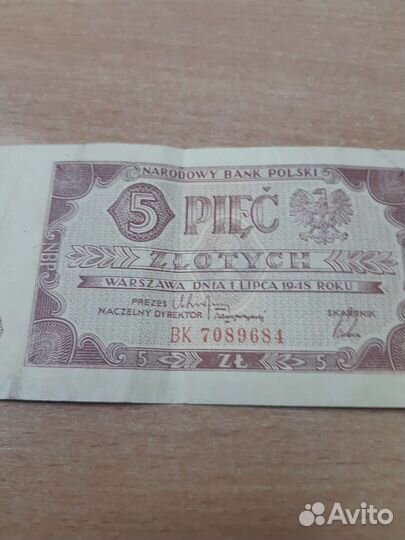 NARODOWY BANK POLSKI
5 PIĘĆ
ZŁOTYCH
NBP
WARSZAWA DNIA 1 LIPCA 1948 ROKU
PREZES
NACZELNY DYREKTOR
SKARBNIK
BK 7089684
5 ZŁ 5
Avito